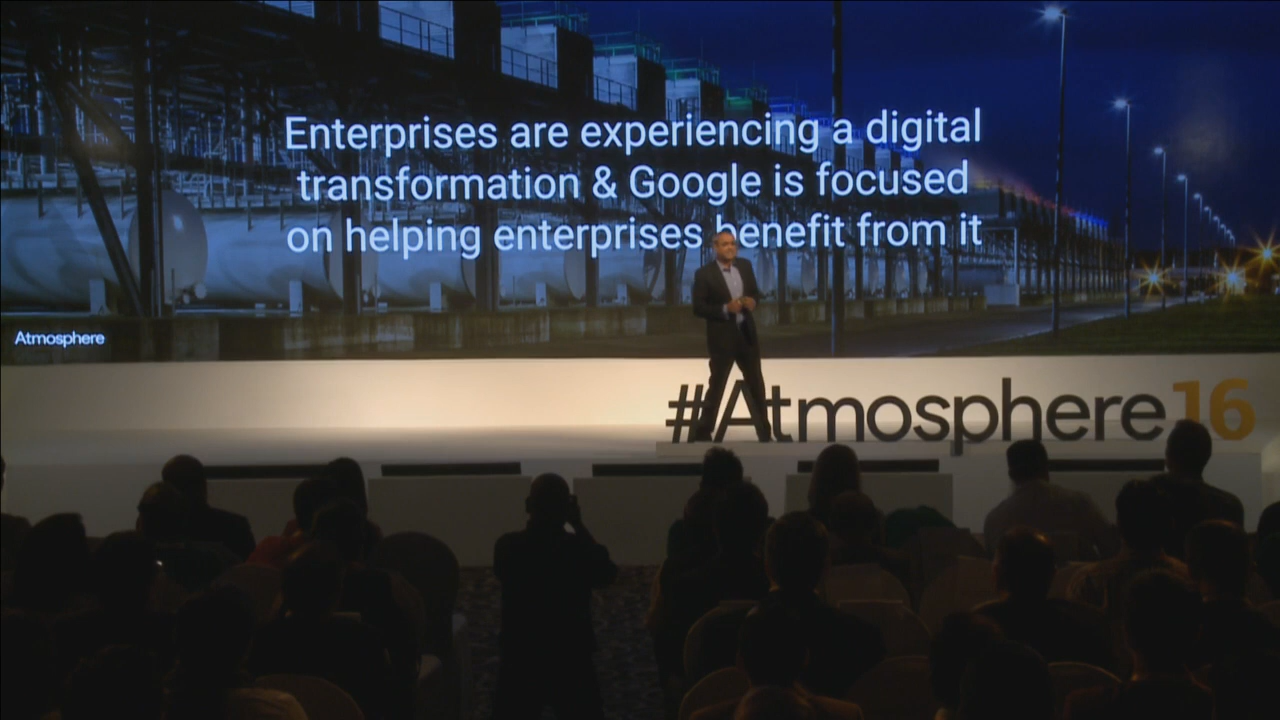 Enterprises are experiencing a digital
transformation & Google is focused
on helping enterprises benefit from it
Atmosphere
#Atmosphere16